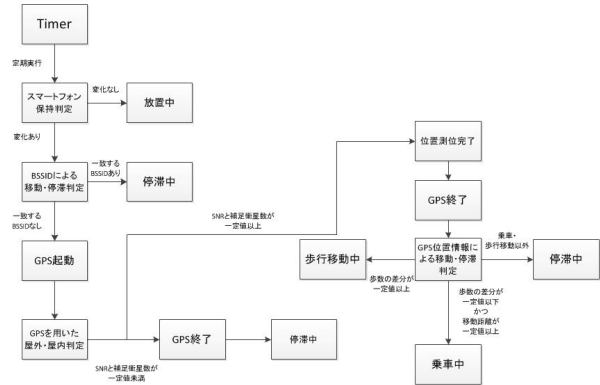 Timer
定期実行
スマートフォン
保持判定
変化なし
放置中
変化あり
BSSIDによる
移動・停滞判定
一致する
BSSIDあり
停滞中
一致する
BSSIDなし
GPS起動
GPSを用いた
屋外・屋内判定
SNRと補足衛星数が
一定値未満
GPS終了
停滞中
SNRと補足衛星数が
一定値以上
位置測位完了
GPS終了
GPS位置情報に
よる移動・停滞
判定
歩数の差分が
一定値以上
歩行移動中
乗車・
歩行移動以外
停滞中
歩数の差分が
一定値以下
かつ
移動距離が
一定値以上
乗車中